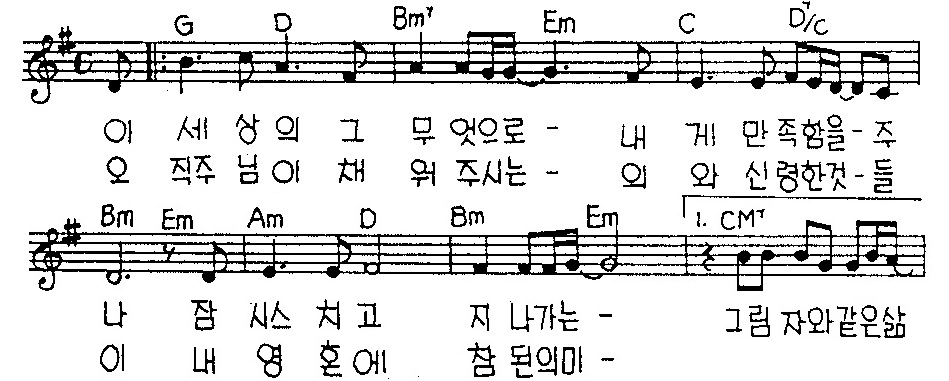 G D Bm7 Em C D7/C
이 세 상 의 그 무 엇으로 - 내 게 만 족함을 - 주
오 직주 님 이 채 워 주시는 - 의 와 신 령한것 - 들
Bm Em Am D Bm Em 1. CM7
나 잠 시스 치 고 지 나가는 - 그림 자와 같은삶
이 내 영 혼 에 참 된의미 -